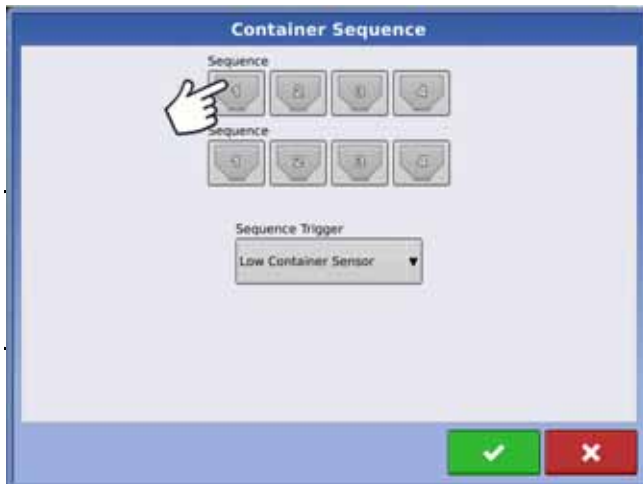 Container Sequence
Sequence
Sequence
Sequence Trigger
Low Container Sensor